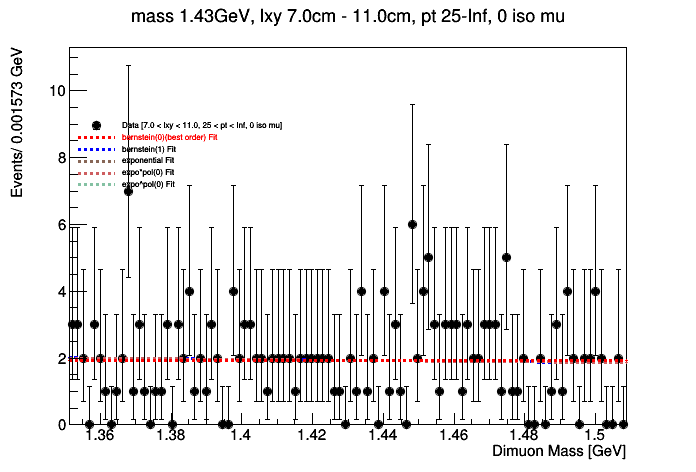 mass 1.43GeV, lxy 7.0cm - 11.0cm, pt 25-Inf, 0 iso mu
Events/ 0.001573 GeV
10
8
6
4
2
0
Data [7.0 < lxy < 11.0, 25 < pt < Inf, 0 iso mu]
bernstein(0)(best order) Fit
bernstein(1) Fit
exponential Fit
expo*pol(0) Fit
expo^pol(0) Fit
1.36 1.38 1.4 1.42 1.44 1.46 1.48 1.5
Dimuon Mass [GeV]